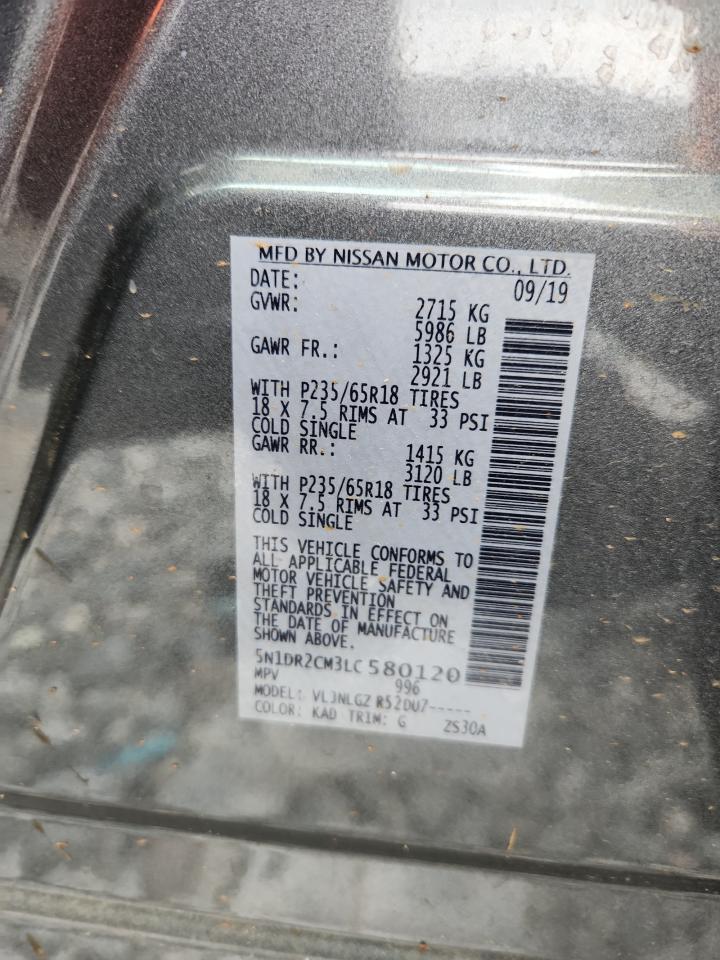 MFD BY NISSAN MOTOR CO., LTD.
DATE: 09/19
GVWR: 2715 KG
5986 LB
GAWR FR.: 1325 KG
2921 LB
WITH P235/65R18 TIRES
18 X 7.5 RIMS AT 33 PSI
COLD SINGLE
GAWR RR.: 1415 KG
3120 LB
WITH P235/65R18 TIRES
18 X 7.5 RIMS AT 33 PSI
COLD SINGLE
THIS VEHICLE CONFORMS TO
ALL APPLICABLE FEDERAL
MOTOR VEHICLE SAFETY AND
THEFT PREVENTION
STANDARDS IN EFFECT ON
THE DATE OF MANUFACTURE
SHOWN ABOVE.
5N1DR2CM3LC580120
MPV 996
MODEL: VL3NLGZ R52DU7-----
COLOR: KAD TRIM: G ZS30A